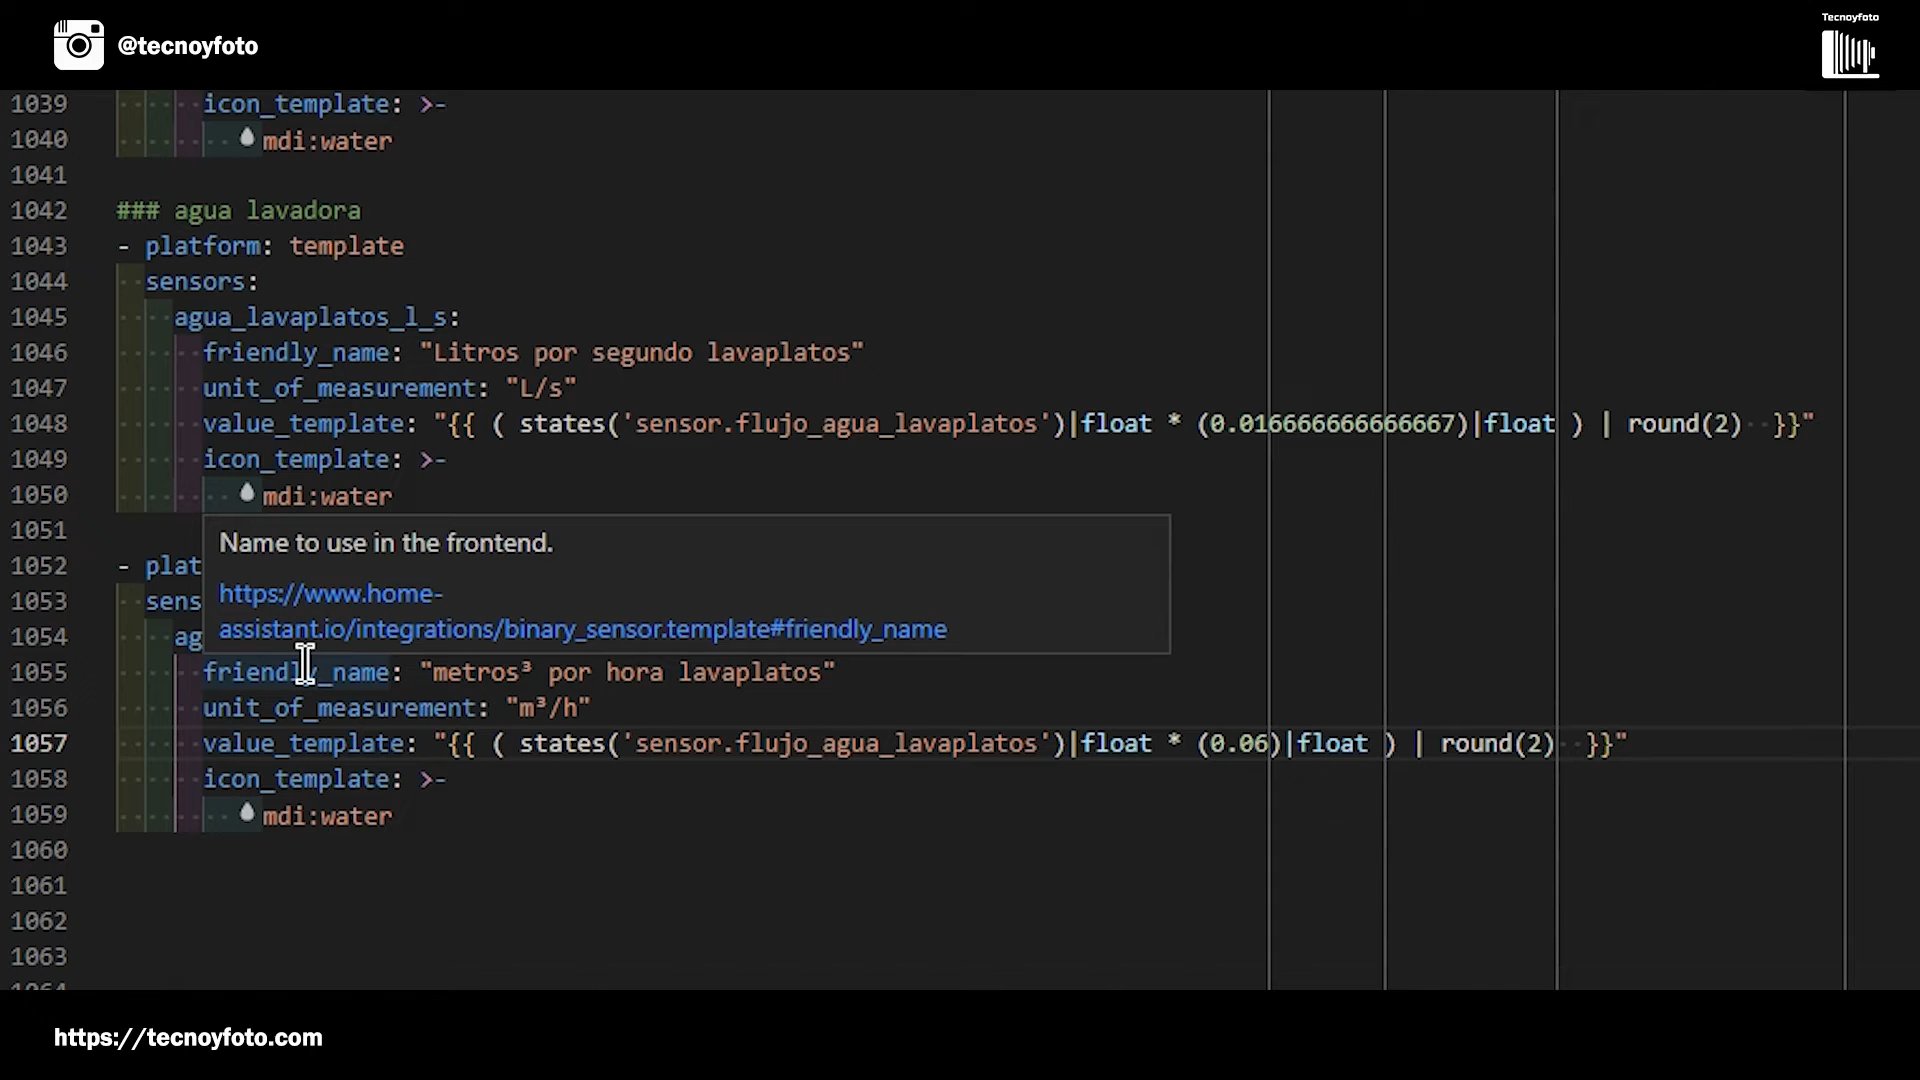 @tecnoyfoto
Tecnoyfoto
1039 icon_template: >-
1040 mdi:water
1041
1042 ### agua lavadora
1043 - platform: template
1044 sensors:
1045 agua_lavaplatos_l_s:
1046 friendly_name: "Litros por segundo lavaplatos"
1047 unit_of_measurement: "L/s"
1048 value_template: "{{ ( states('sensor.flujo_agua_lavaplatos')|float * (0.016666666666667)|float ) | round(2) }}"
1049 icon_template: >-
1050 mdi:water
1051
Name to use in the frontend.
1052 - plat
https://www.home-
1053 sens
assistant.io/integrations/binary_sensor.template#friendly_name
1054 ag
1055 friendly_name: "metros³ por hora lavaplatos"
1056 unit_of_measurement: "m³/h"
1057 value_template: "{{ ( states('sensor.flujo_agua_lavaplatos')|float * (0.06)|float ) | round(2) }}"
1058 icon_template: >-
1059 mdi:water
1060
1061
1062
1063
https://tecnoyfoto.com